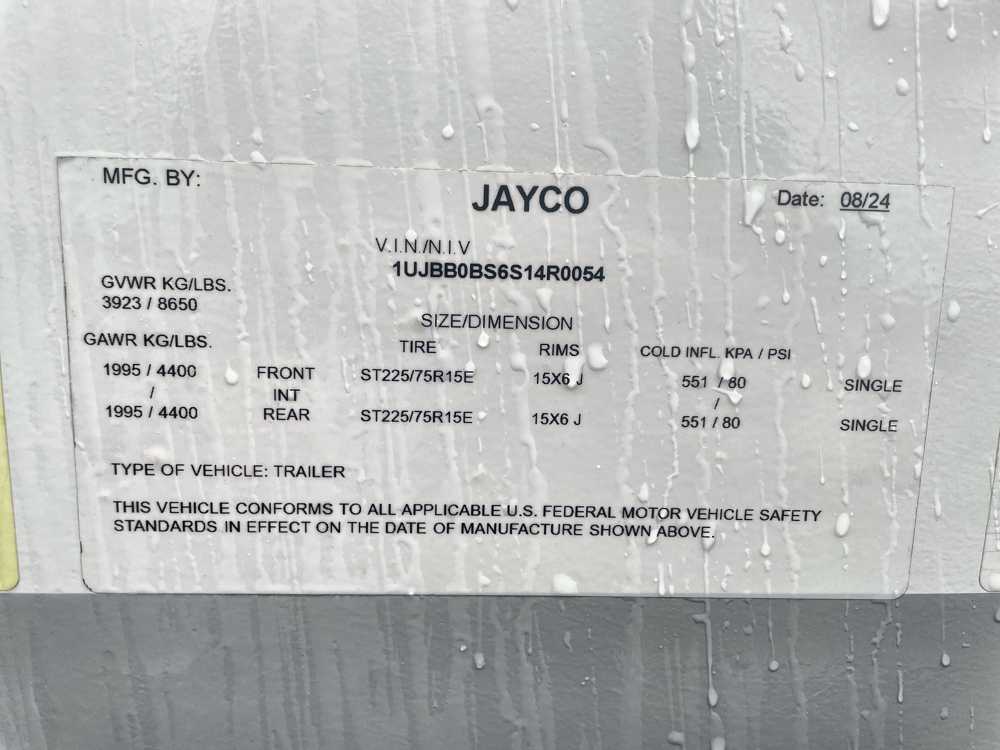 MFG. BY: JAYCO Date: 08/24
V.I.N./N.I.V
1UJBB0BS6S14R0054
GVWR KG/LBS.
3923 / 8650
SIZE/DIMENSION
GAWR KG/LBS. TIRE RIMS COLD INFL. KPA / PSI
1995 / 4400 FRONT ST225/75R15E 15X6 J 551 / 80 SINGLE
/ INT /
1995 / 4400 REAR ST225/75R15E 15X6 J 551 / 80 SINGLE
TYPE OF VEHICLE: TRAILER
THIS VEHICLE CONFORMS TO ALL APPLICABLE U.S. FEDERAL MOTOR VEHICLE SAFETY
STANDARDS IN EFFECT ON THE DATE OF MANUFACTURE SHOWN ABOVE.